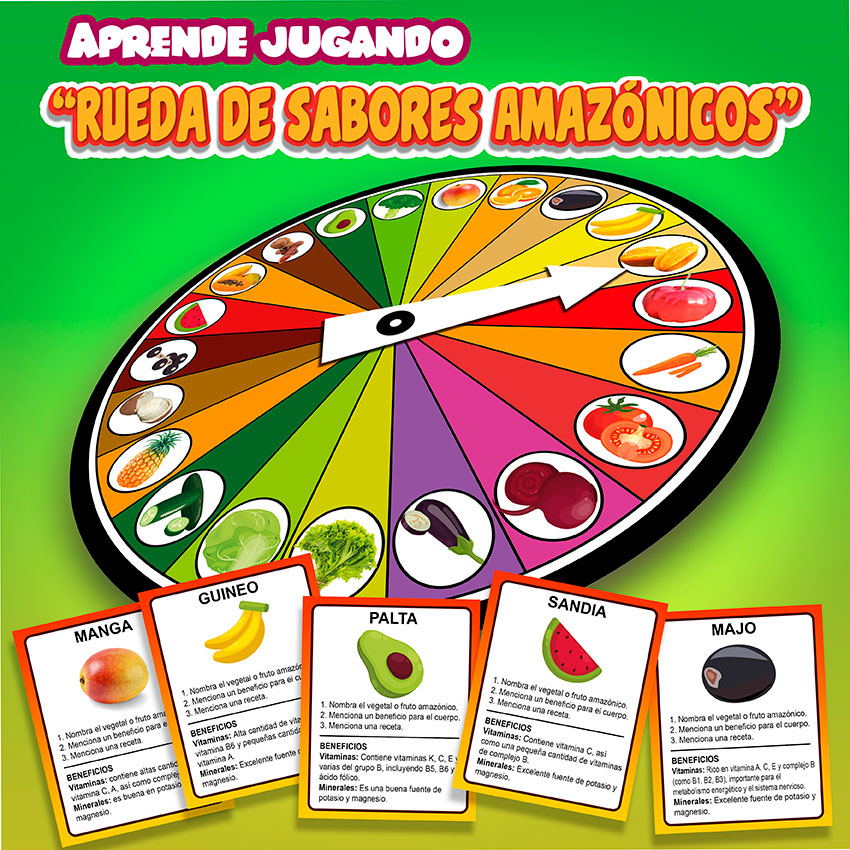 APRENDE JUGANDO
“RUEDA DE SABORES AMAZÓNICOS”
MANGA
1. Nombra el vegetal o fruto ama
2. Menciona un beneficio para e
3. Menciona una receta.
BENEFICIOS
Vitaminas: contiene altas cantid
vitamina C, A, así como complej
Minerales: es buena en potasio
magnesio.
GUINEO
1. Nombra el vegetal o fruto amazó
2. Menciona un beneficio para el cu
3. Menciona una receta.
BENEFICIOS
Vitaminas: Alta cantidad de vita
vitamina B6 y pequeñas cantid
vitamina A.
Minerales: Excelente fuente de
magnesio.
PALTA
1. Nombra el vegetal o fruto amazónico.
2. Menciona un beneficio para el cuerpo.
3. Menciona una receta.
BENEFICIOS
Vitaminas: Contiene vitaminas K, C, E y
varias del grupo B, incluyendo B5, B6 y
ácido fólico.
Minerales: Es una buena fuente de
potasio y magnesio.
SANDIA
1. Nombra el vegetal o fruto amazónico.
2. Menciona un beneficio para el cuerpo.
3. Menciona una receta.
BENEFICIOS
Vitaminas: Contiene vitamina C, así
como una pequeña cantidad de vitaminas
de complejo B.
Minerales: Excelente fuente de potasio y
magnesio.
MAJO
1. Nombra el vegetal o fruto amazónico.
2. Menciona un beneficio para el cuerpo.
3. Menciona una receta.
BENEFICIOS
Vitaminas: Rico en vitamina A, C, E y complejo B
(como B1, B2, B3), importante para el
metabolismo energético y el sistema nervioso.
Minerales: Excelente fuente de potasio y
magnesio.